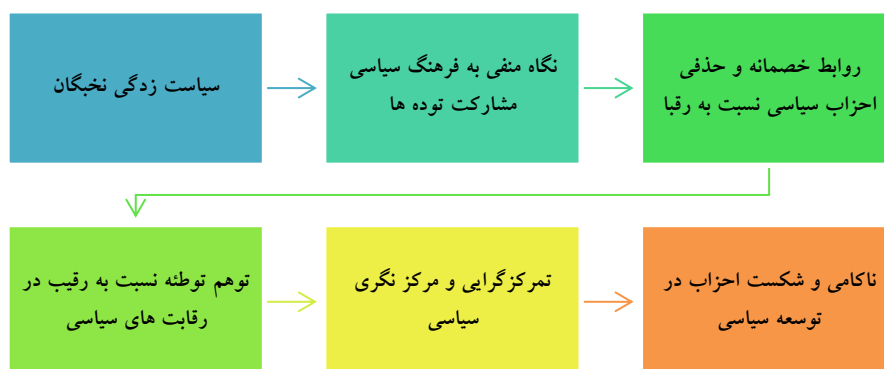 سیاست زدگی نخبگان
نگاه منفی به فرهنگ سیاسی
مشارکت توده ها
روابط خصمانه و حذفی
احزاب سیاسی نسبت به رقبا
توهم توطئه نسبت به رقیب در
رقابت های سیاسی
تمرکزگرایی و مرکز نگری
سیاسی
ناکامی و شکست احزاب در
توسعه سیاسی